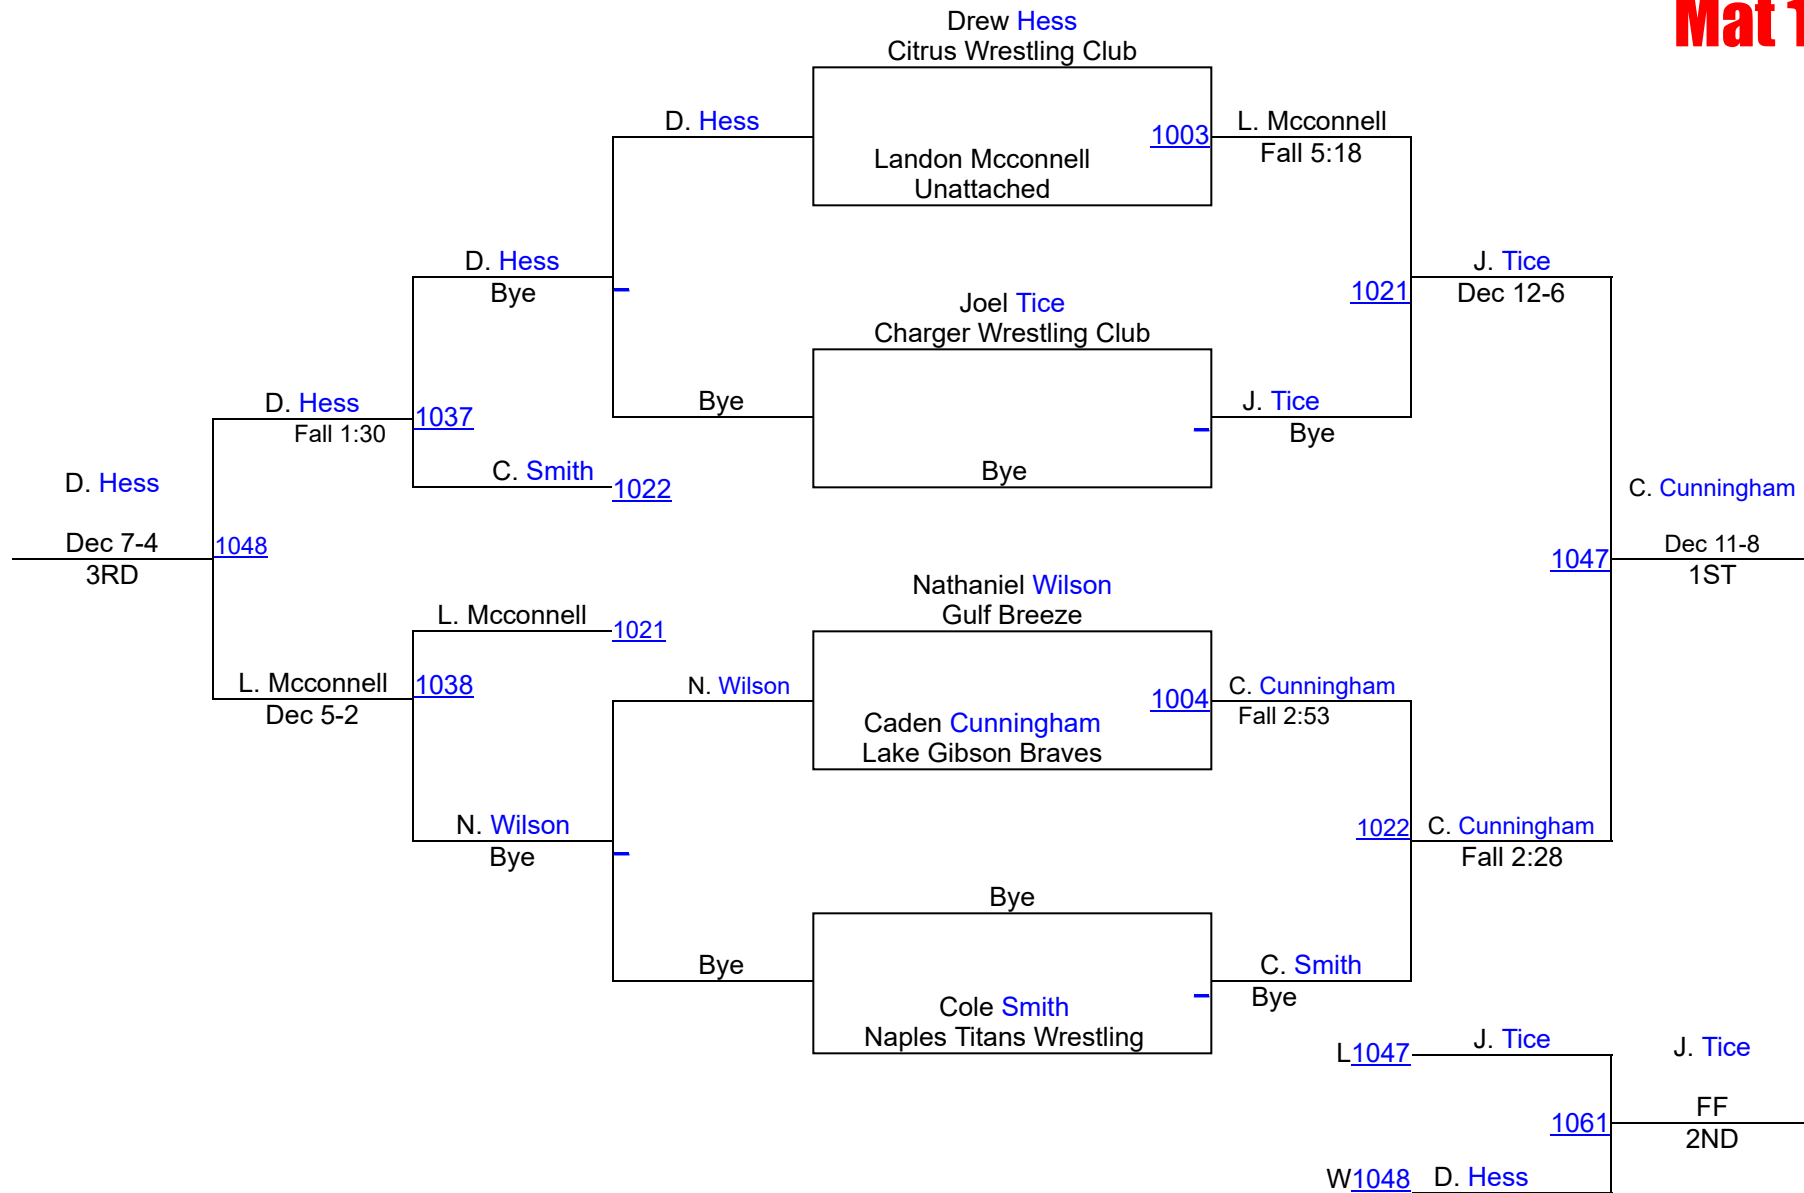 Mat 1
Drew Hess
Citrus Wrestling Club
D. Hess
1003
L. Mcconnell
Fall 5:18
Landon Mcconnell
Unattached
D. Hess
Bye
J. Tice
Dec 12-6
1021
Joel Tice
Charger Wrestling Club
D. Hess
Fall 1:30
1037
Bye
J. Tice
Bye
C. Smith
1022
Bye
D. Hess
Dec 7-4
3RD
1048
C. Cunningham
Dec 11-8
1ST
1047
Nathaniel Wilson
Gulf Breeze
L. Mcconnell
1021
L. Mcconnell
Dec 5-2
1038
N. Wilson
1004
C. Cunningham
Fall 2:53
Caden Cunningham
Lake Gibson Braves
N. Wilson
Bye
1022
C. Cunningham
Fall 2:28
Bye
Bye
C. Smith
Bye
Cole Smith
Naples Titans Wrestling
L1047
J. Tice
J. Tice
FF
2ND
1061
W1048
D. Hess